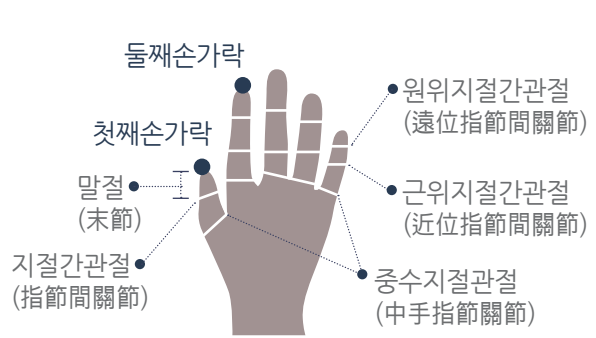 둘째손가락
첫째손가락
말절
(末節)
지절간관절
(指節間關節)
원위지절간관절
(遠位指節間關節)
근위지절간관절
(近位指節間關節)
중수지절관절
(中手指節關節)